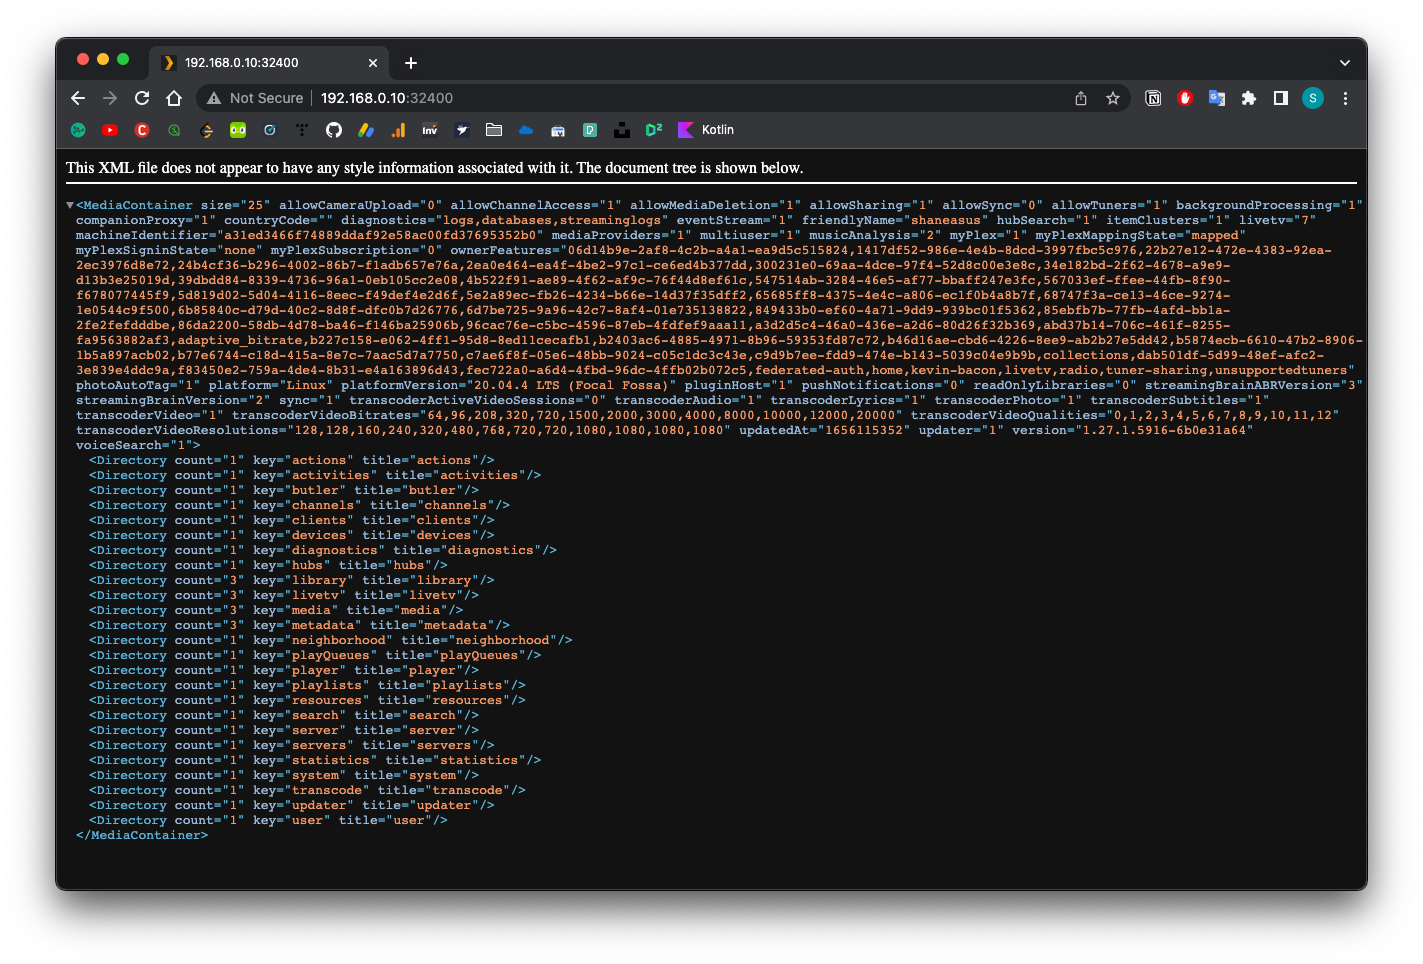 192.168.0.10:32400
Not Secure 192.168.0.10:32400
Inv Kotlin
This XML file does not appear to have any style information associated with it. The document tree is shown below.
<MediaContainer size="25" allowCameraUpload="0" allowChannelAccess="1" allowMediaDeletion="1" allowSharing="1" allowSync="0" allowTuners="1" backgroundProcessing="1"
companionProxy="1" countryCode="" diagnostics="logs,databases,streaminglogs" eventStream="1" friendlyName="shaneasus" hubSearch="1" itemClusters="1" livetv="7"
machineIdentifier="a31ed3466f74889ddaf92e58ac00fd37695352b0" mediaProviders="1" multiuser="1" musicAnalysis="2" myPlex="1" myPlexMappingState="mapped"
myPlexSigninState="none" myPlexSubscription="0" ownerFeatures="06d14b9e-2af8-4c2b-a4a1-ea9d5c515824,1417df52-986e-4e4b-8dcd-3997fbc5c976,22b27e12-472e-4383-92ea-
2ec3976d8e72,24b4cf36-b296-4002-86b7-f1adb657e76a,2ea0e464-ea4f-4be2-97c1-ce6ed4b377dd,300231e0-69aa-4dce-97f4-52d8c00e3e8c,34e182bd-2f62-4678-a9e9-
d13b3e25019d,39dbdd84-8339-4736-96a1-0eb105cc2e08,4b522f91-ae89-4f62-af9c-76f44d8ef61c,547514ab-3284-46e5-af77-bbaff247e3fc,567033ef-ffee-44fb-8f90-
f678077445f9,5d819d02-5d04-4116-8eec-f49def4e2d6f,5e2a89ec-fb26-4234-b66e-14d37f35dff2,65685ff8-4375-4e4c-a806-ec1f0b4a8b7f,68747f3a-ce13-46ce-9274-
1e0544c9f500,6b85840c-d79d-40c2-8d8f-dfc0b7d26776,6d7be725-9a96-42c7-8af4-01e735138822,849433b0-ef60-4a71-9dd9-939bc01f5362,85ebfb7b-77fb-4afd-bb1a-
2fe2fefdddbe,86da2200-58db-4d78-ba46-f146ba25906b,96cac76e-c5bc-4596-87eb-4fdfef9aaa11,a3d2d5c4-46a0-436e-a2d6-80d26f32b369,abd37b14-706c-461f-8255-
fa9563882af3,adaptive_bitrate,b227c158-e062-4ff1-95d8-8ed11cecafb1,b2403ac6-4885-4971-8b96-59353fd87c72,b46d16ae-cbd6-4226-8ee9-ab2b27e5dd42,b5874ecb-6610-47b2-8906-
1b5a897acb02,b77e6744-c18d-415a-8e7c-7aac5d7a7750,c7ae6f8f-05e6-48bb-9024-c05c1dc3c43e,c9d9b7ee-fdd9-474e-b143-5039c04e9b9b,collections,dab501df-5d99-48ef-afc2-
3e839e4ddc9a,f83450e2-759a-4de4-8b31-e4a163896d43,fec722a0-a6d4-4fbd-96dc-4ffb02b072c5,federated-auth,home,kevin-bacon,livetv,radio,tuner-sharing,unsupportedtuners"
photoAutoTag="1" platform="Linux" platformVersion="20.04.4 LTS (Focal Fossa)" pluginHost="1" pushNotifications="0" readOnlyLibraries="0" streamingBrainABRVersion="3"
streamingBrainVersion="2" sync="1" transcoderActiveVideoSessions="0" transcoderAudio="1" transcoderLyrics="1" transcoderPhoto="1" transcoderSubtitles="1"
transcoderVideo="1" transcoderVideoBitrates="64,96,208,320,720,1500,2000,3000,4000,8000,10000,12000,20000" transcoderVideoQualities="0,1,2,3,4,5,6,7,8,9,10,11,12"
transcoderVideoResolutions="128,128,160,240,320,480,768,720,720,1080,1080,1080,1080" updatedAt="1656115352" updater="1" version="1.27.1.5916-6b0e31a64"
voiceSearch="1">
<Directory count="1" key="actions" title="actions"/>
<Directory count="1" key="activities" title="activities"/>
<Directory count="1" key="butler" title="butler"/>
<Directory count="1" key="channels" title="channels"/>
<Directory count="1" key="clients" title="clients"/>
<Directory count="1" key="devices" title="devices"/>
<Directory count="1" key="diagnostics" title="diagnostics"/>
<Directory count="1" key="hubs" title="hubs"/>
<Directory count="3" key="library" title="library"/>
<Directory count="3" key="livetv" title="livetv"/>
<Directory count="3" key="media" title="media"/>
<Directory count="3" key="metadata" title="metadata"/>
<Directory count="1" key="neighborhood" title="neighborhood"/>
<Directory count="1" key="playQueues" title="playQueues"/>
<Directory count="1" key="player" title="player"/>
<Directory count="1" key="playlists" title="playlists"/>
<Directory count="1" key="resources" title="resources"/>
<Directory count="1" key="search" title="search"/>
<Directory count="1" key="server" title="server"/>
<Directory count="1" key="servers" title="servers"/>
<Directory count="1" key="statistics" title="statistics"/>
<Directory count="1" key="system" title="system"/>
<Directory count="1" key="transcode" title="transcode"/>
<Directory count="1" key="updater" title="updater"/>
<Directory count="1" key="user" title="user"/>
</MediaContainer>